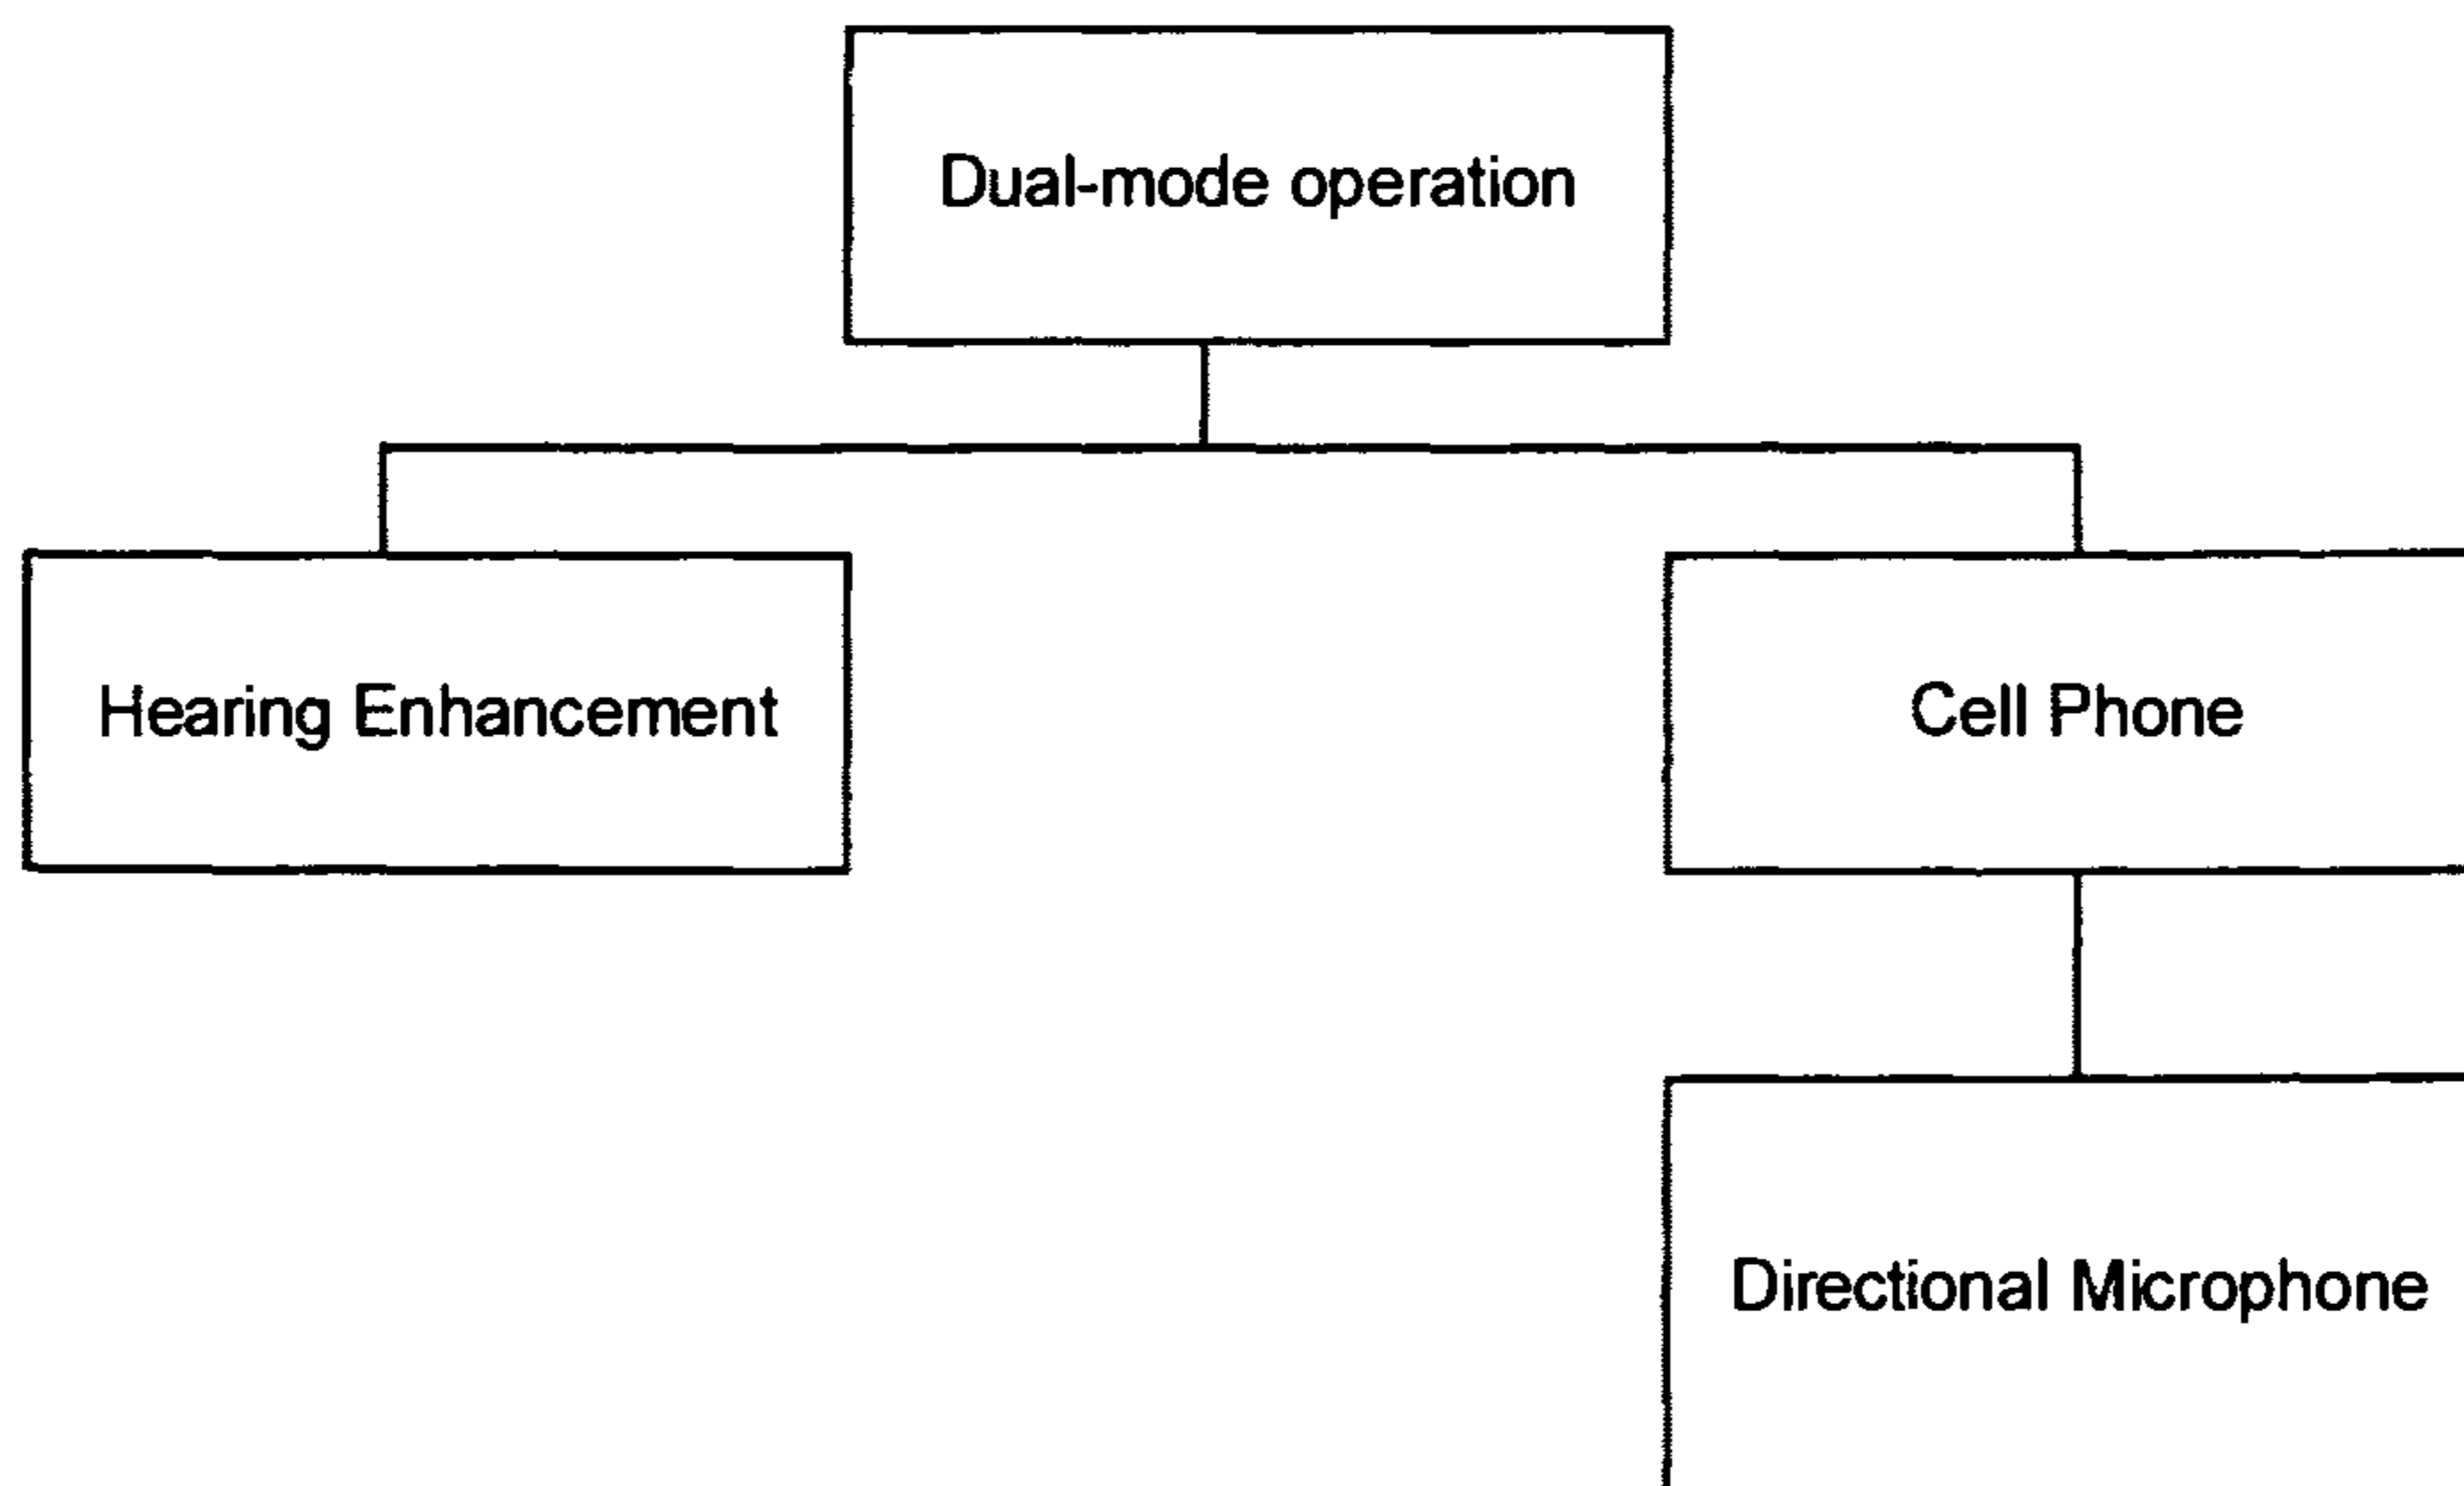 Dual-mode operation
Hearing Enhancement
Cell Phone
Directional Microphone